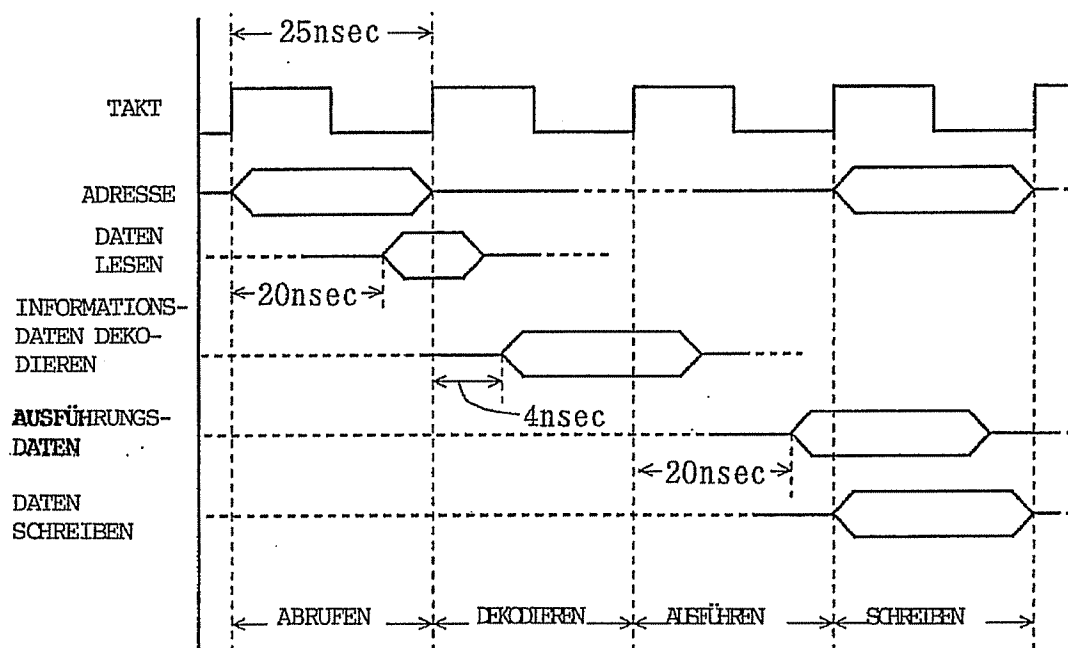 25nsec
TAKT
ADRESSE
DATEN
LESEN
20nsec
INFORMATIONS-
DATEN DEKO-
DIEREN
4nsec
AUSFÜHRUNGS-
DATEN
20nsec
DATEN
SCHREIBEN
ABRUFEN
DEKODIEREN
AUSFÜHREN
SCHREIBEN